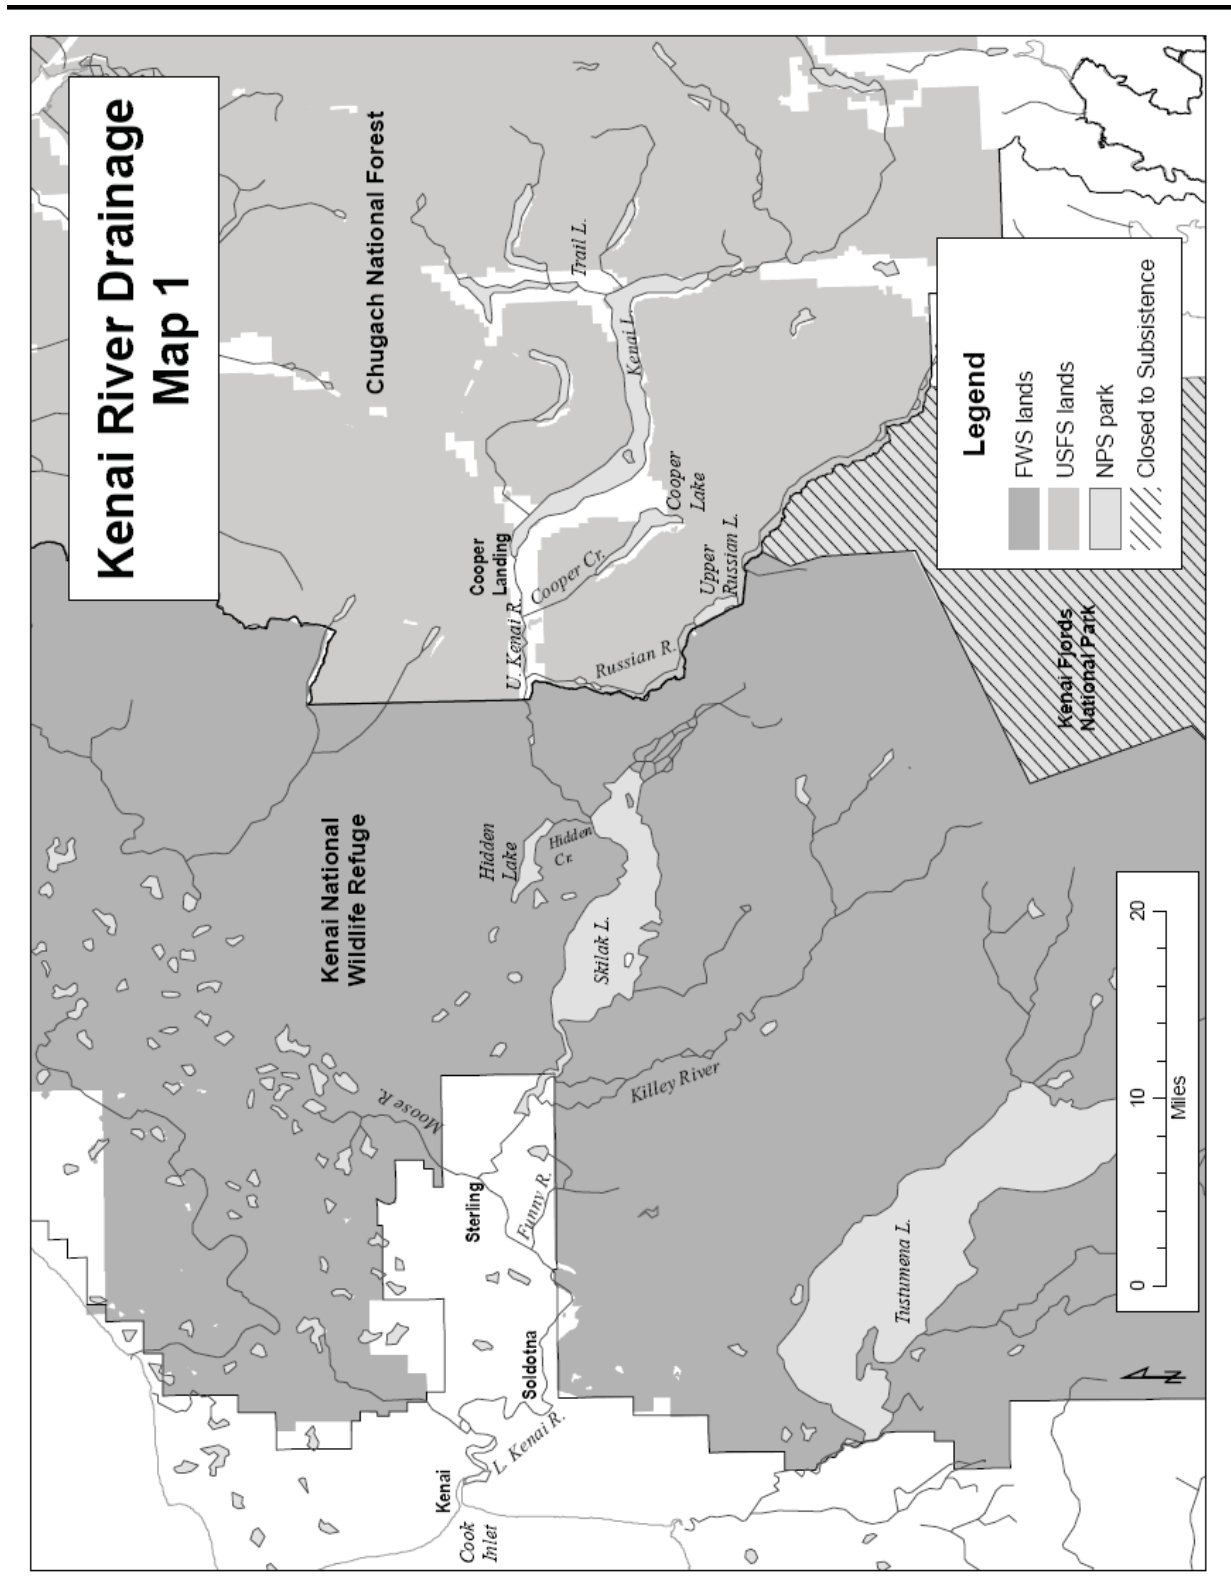 Kenai River Drainage
Map 1
Chugach National Forest
Trail L.
Kenai L.
Cooper
Landing
U. Kenai R.
Cooper Cr.
Cooper
Lake
Upper
Russian L.
Russian R.
Kenai National
Wildlife Refuge
Hidden
Lake
Hidden
Cr.
Skilak L.
Killey River
Moose R.
Sterling
Funny R.
Soldotna
Kenai
L. Kenai R.
Cook
Inlet
Tustumena L.
Kenai Fjords
National Park
Legend
FWS lands
USFS lands
NPS park
Closed to Subsistence
0 10 20
Miles
N